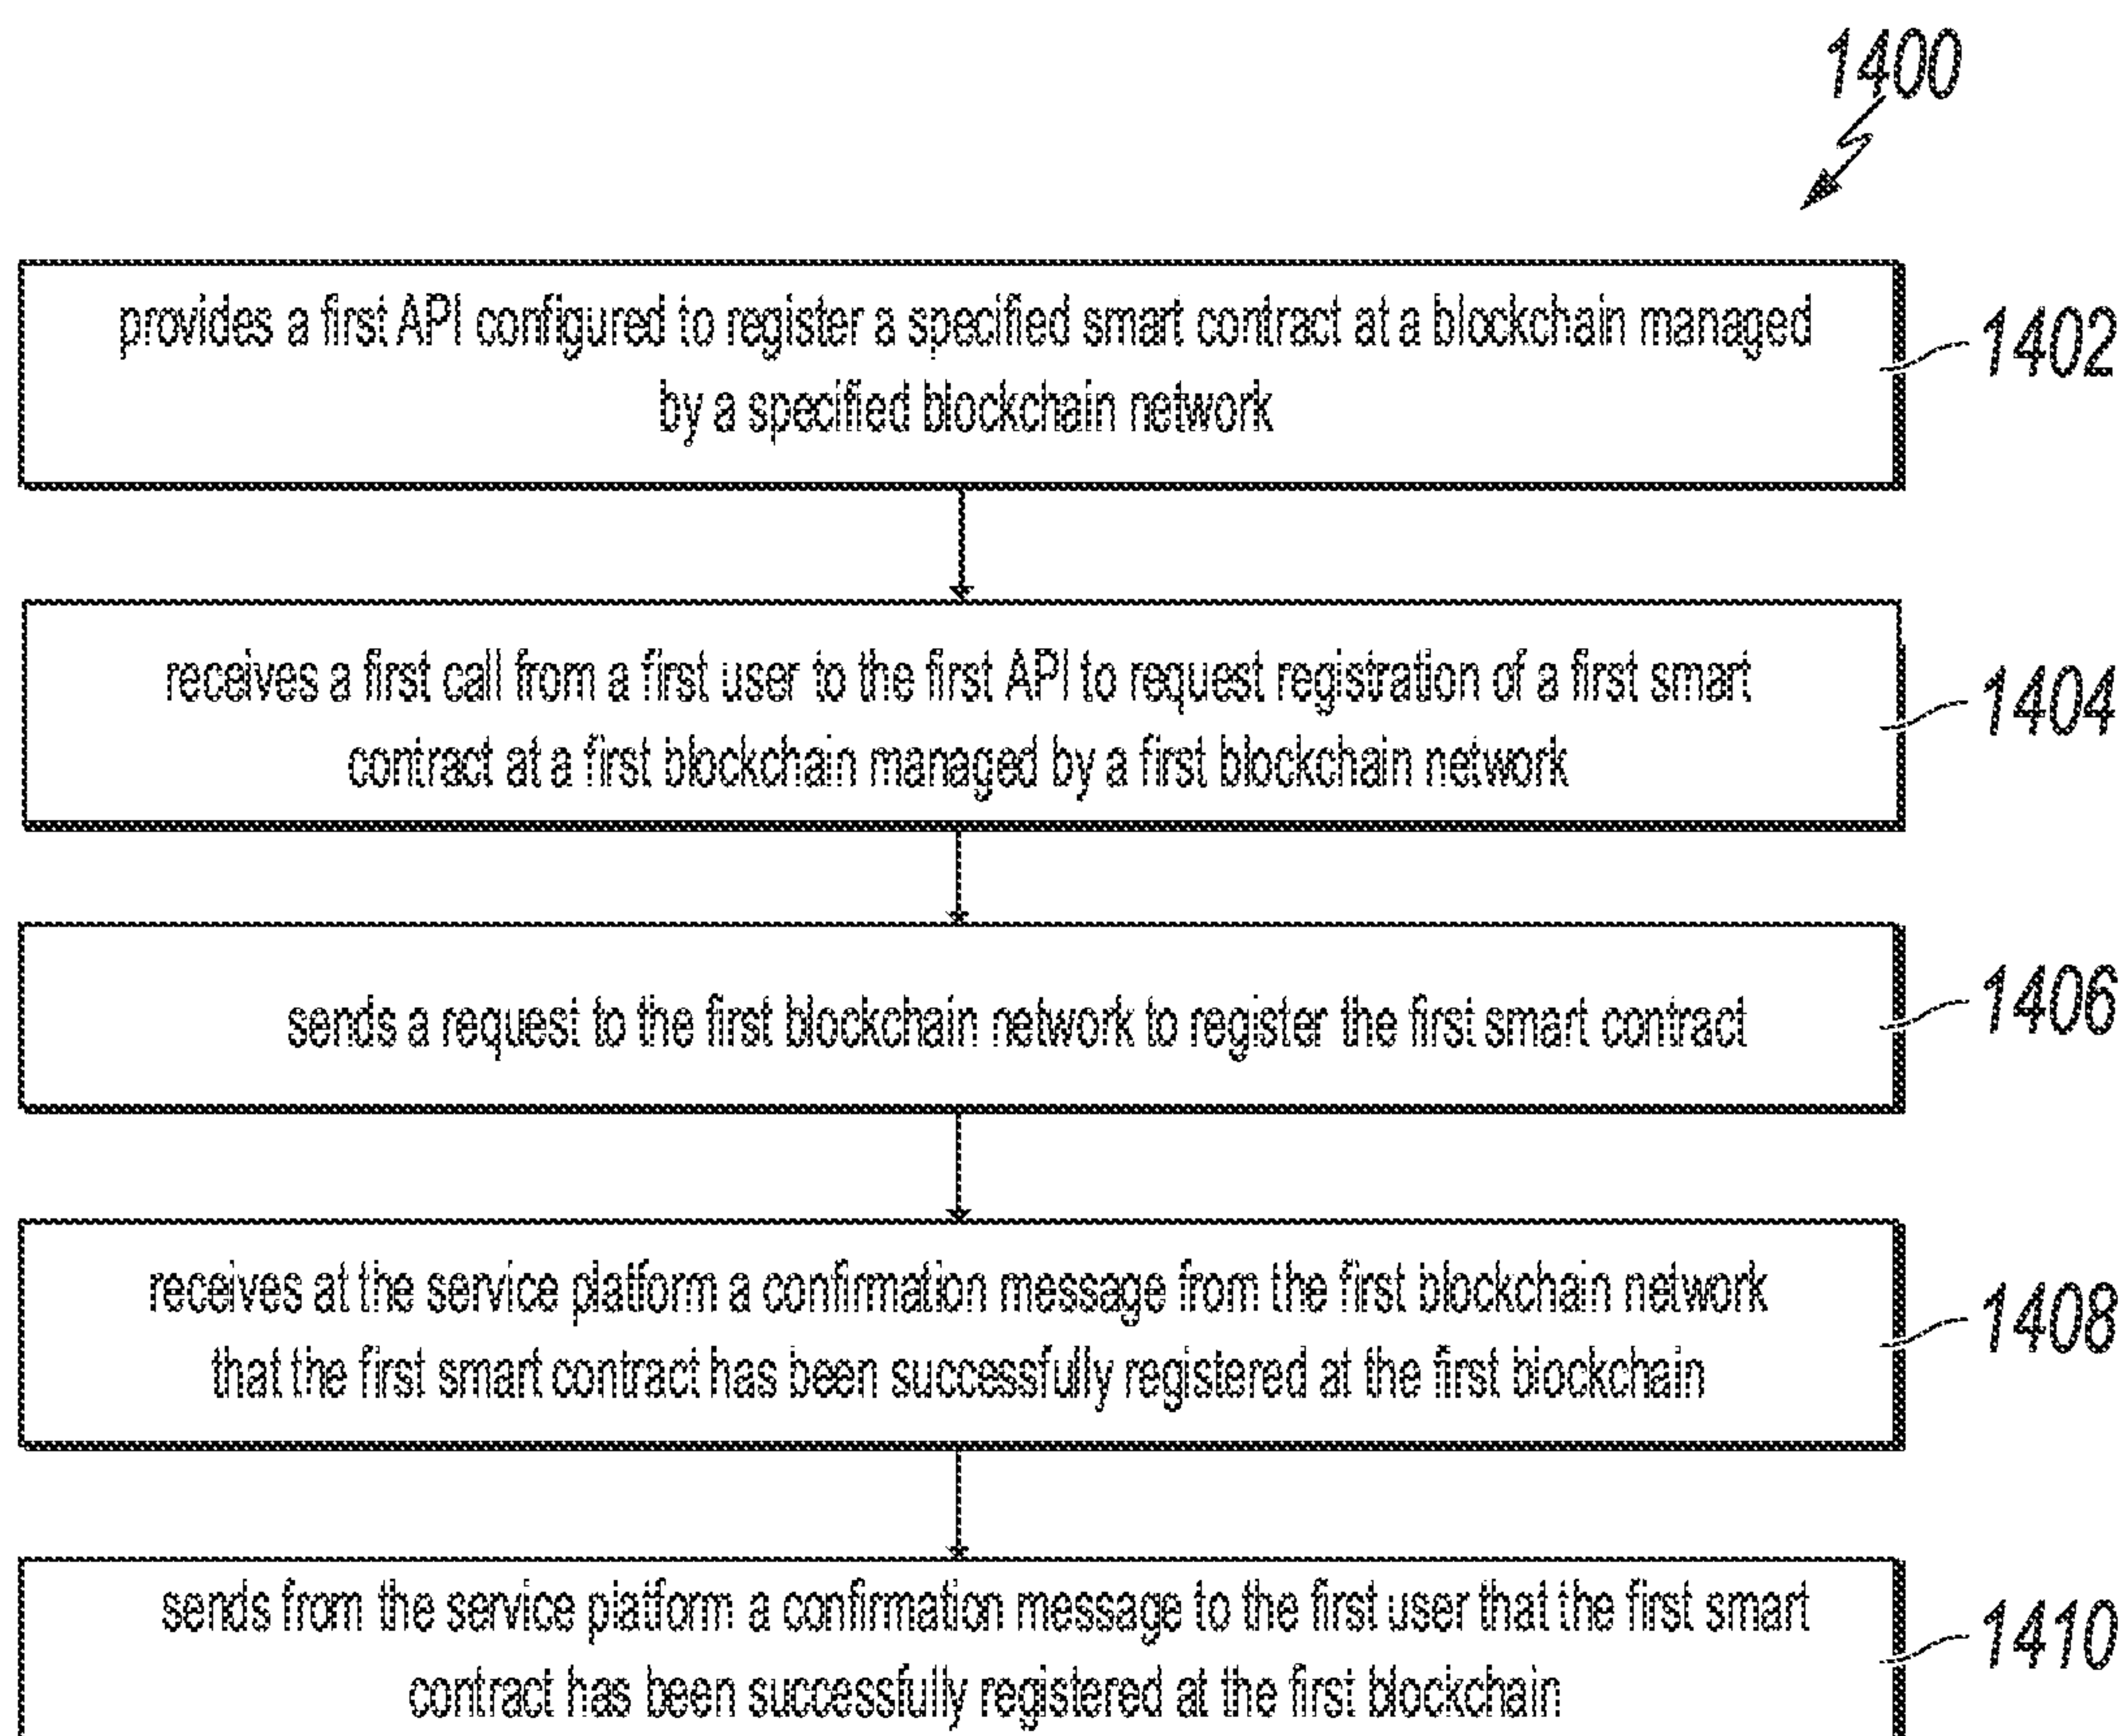 1400
provides a first API configured to register a specified smart contract at a blockchain managed
by a specified blockchain network
1402
receives a first call from a first user to the first API to request registration of a first smart
contract at a first blockchain managed by a first blockchain network
1404
sends a request to the first blockchain network to register the first smart contract
1406
receives at the service platform a confirmation message from the first blockchain network
that the first smart contract has been successfully registered at the first blockchain
1408
sends from the service platform a confirmation message to the first user that the first smart
contract has been successfully registered at the first blockchain
1410